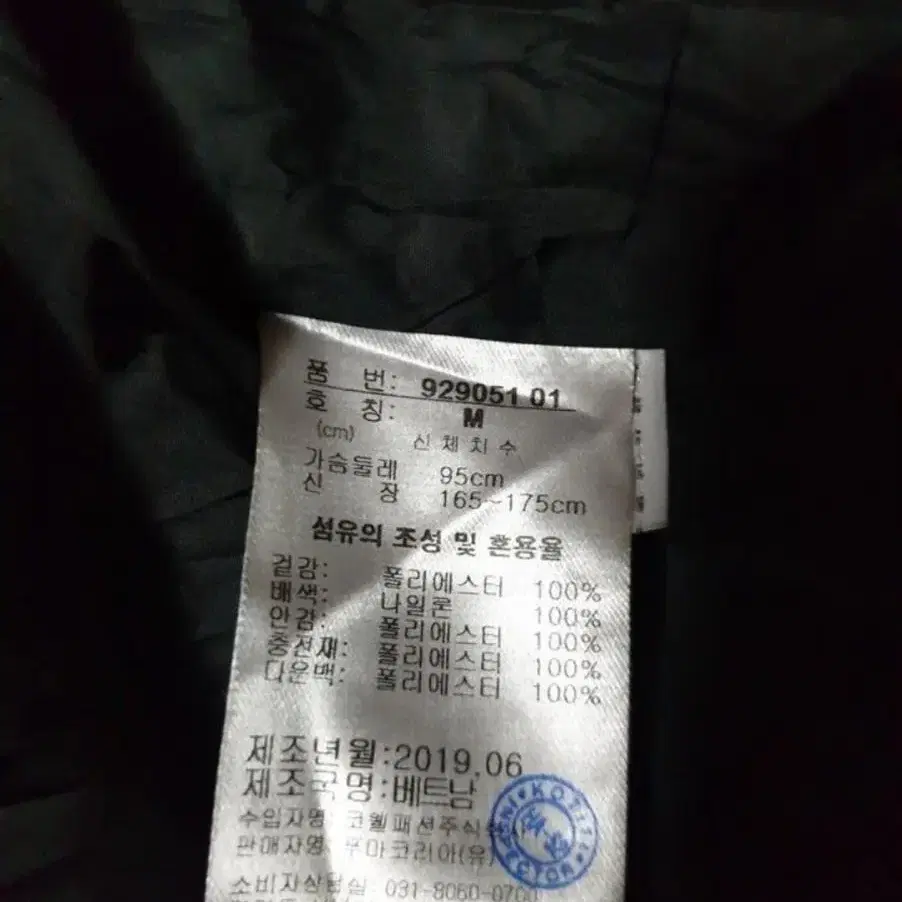 품 번: 929051 01
호 칭: M
(cm) 신체치수
가슴둘레 95cm
신 장 165~175cm
섬유의 조성 및 혼용율
겉감: 폴리에스터 100%
배색: 나일론 100%
안감: 폴리에스터 100%
충전재: 폴리에스터 100%
다운백: 폴리에스터 100%
제조년월:2019.06
제조국명:베트남
수입자명:코웰패션주식회사
판매자명:푸마코리아(유)
소비자상담실 031-8060-0700